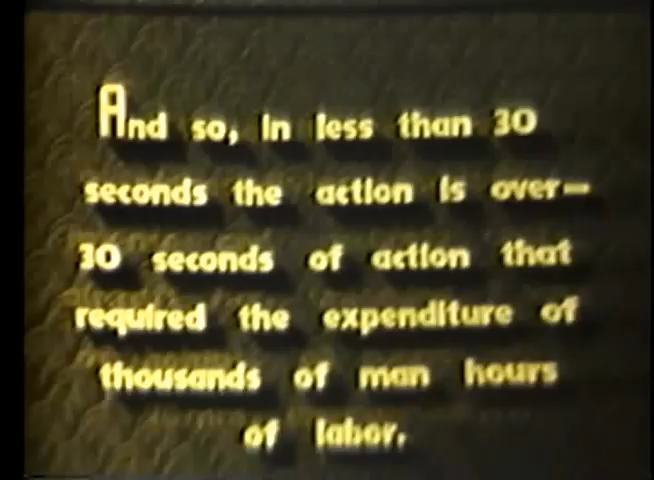 And so, in less than 30
seconds the action is over—
30 seconds of action that
required the expenditure of
thousands of man hours
of labor.